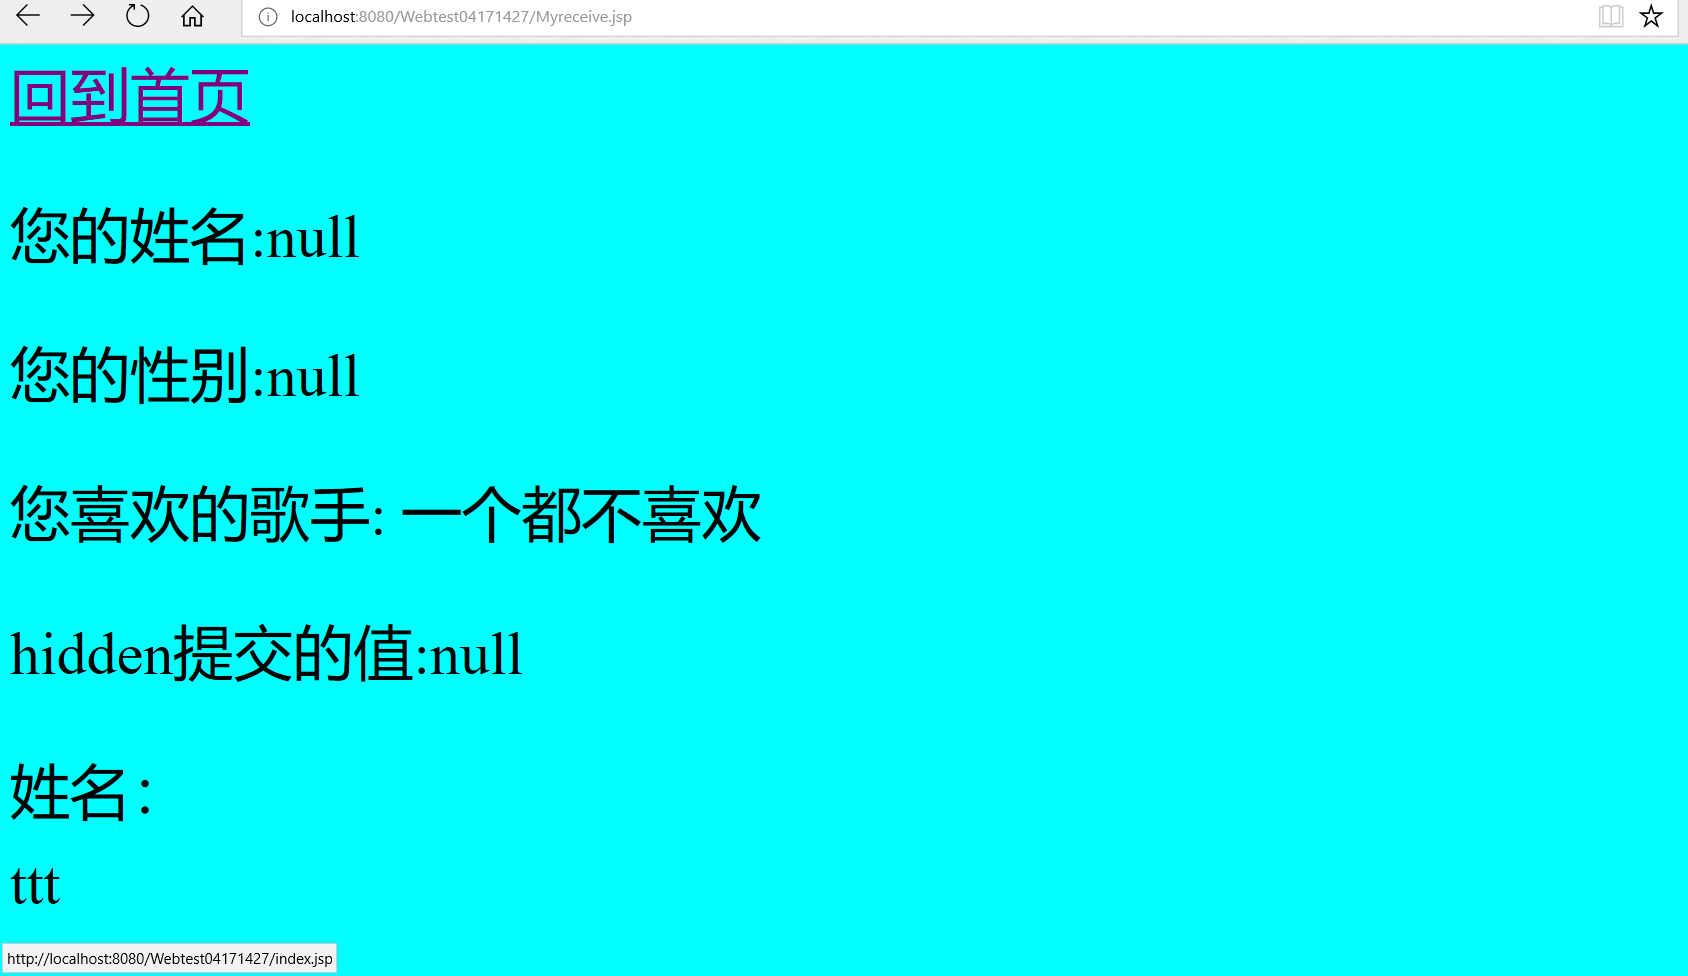 localhost:8080/Webtest04171427/Myreceive.jsp
回到首页
您的姓名:null
您的性别:null
您喜欢的歌手: 一个都不喜欢
hidden提交的值:null
姓名：
ttt
http://localhost:8080/Webtest04171427/index.jsp